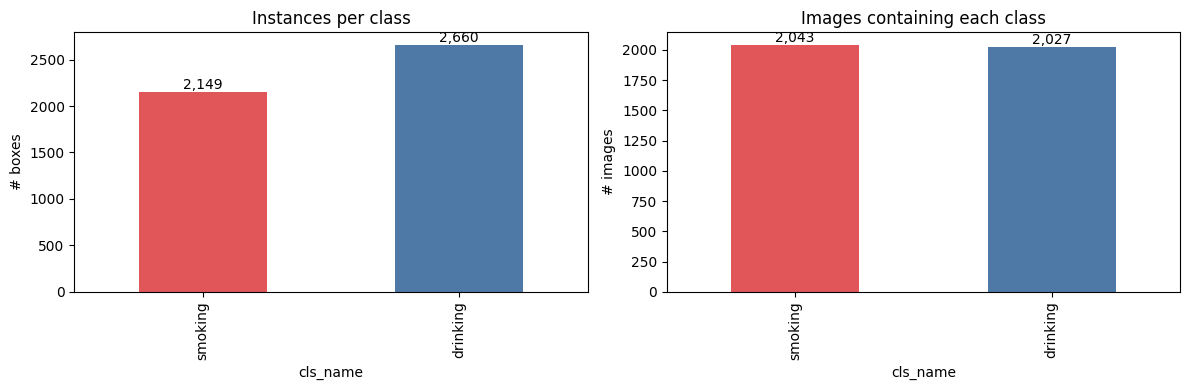 Instances per class
# boxes
2500
2000
1500
1000
500
0
2,149
2,660
smoking
drinking
cls_name
Images containing each class
# images
2000
1750
1500
1250
1000
750
500
250
0
2,043
2,027
smoking
drinking
cls_name